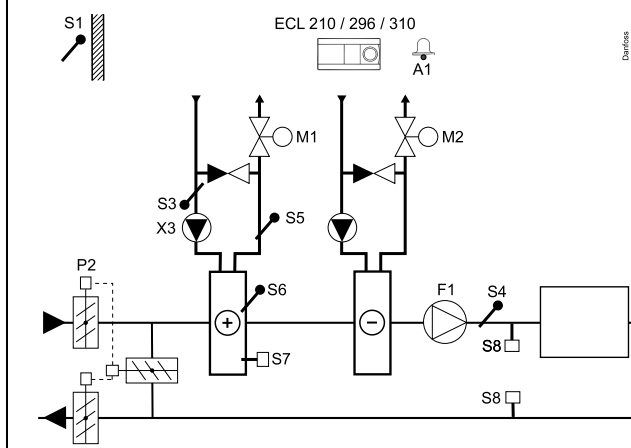 S1
ECL 210 / 296 / 310
A1
Danfoss
M1
M2
S3
X3
S5
P2
S6
F1
S4
S7
S8
S8